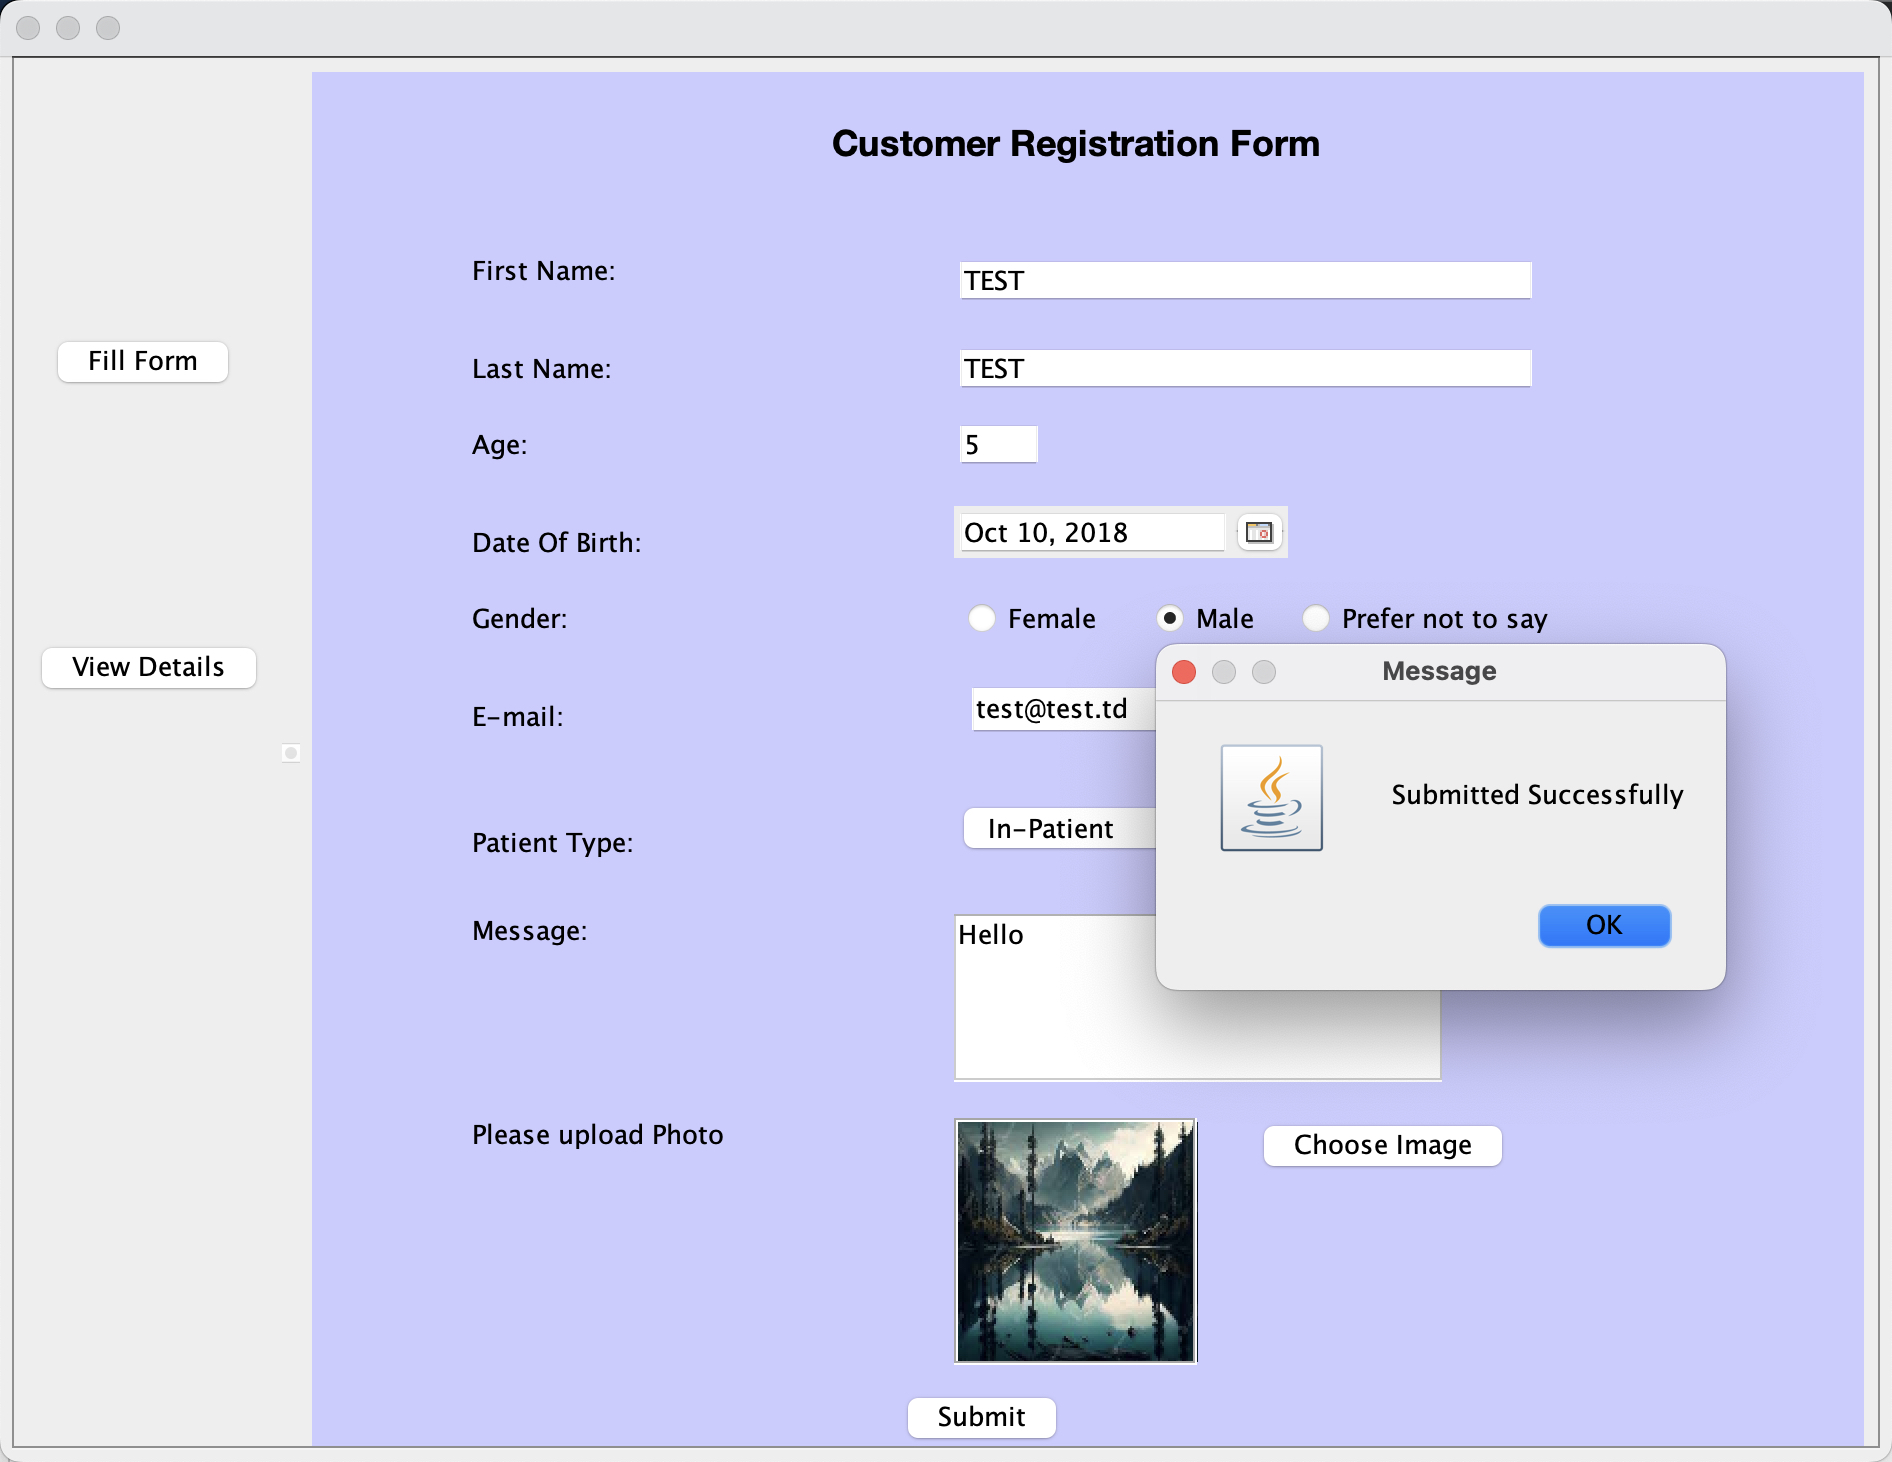 Customer Registration Form
First Name:
TEST
Last Name:
TEST
Age:
5
Date Of Birth:
Oct 10, 2018
Gender:
Female
Male
Prefer not to say
Fill Form
View Details
E-mail:
test@test.td
Patient Type:
In-Patient
Message:
Hello
Message
Submitted Successfully
OK
Please upload Photo
Choose Image
Submit